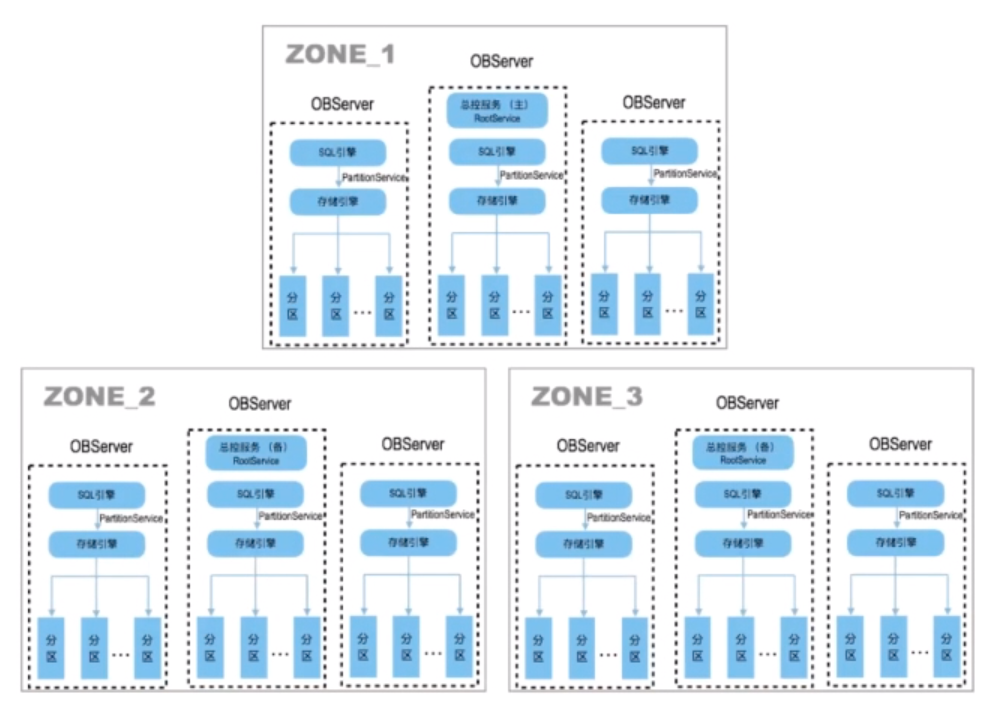 ZONE_1
OBServer
OBServer
OBServer
总控服务（主）
RootService
SQL引擎
SQL引擎
SQL引擎
PartitionService
PartitionService
PartitionService
存储引擎
存储引擎
存储引擎
分区
分区
...
分区
分区
分区
...
分区
分区
分区
...
分区
ZONE_2
OBServer
OBServer
OBServer
总控服务（备）
RootService
SQL引擎
SQL引擎
SQL引擎
PartitionService
PartitionService
PartitionService
存储引擎
存储引擎
存储引擎
分区
分区
...
分区
分区
分区
...
分区
分区
分区
...
分区
ZONE_3
OBServer
OBServer
OBServer
总控服务（备）
RootService
SQL引擎
SQL引擎
SQL引擎
PartitionService
PartitionService
PartitionService
存储引擎
存储引擎
存储引擎
分区
分区
...
分区
分区
分区
...
分区
分区
分区
...
分区